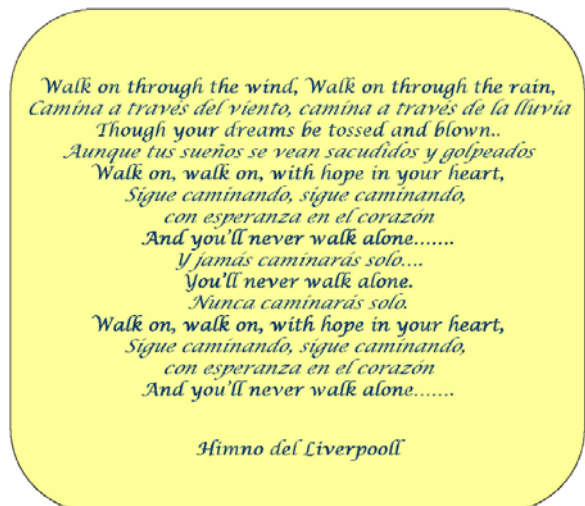 Walk on through the wind, Walk on through the rain,
Camina a través del viento, camina a través de la lluvia
Though your dreams be tossed and blown..
Aunque tus sueños se vean sacudidos y golpeados
Walk on, walk on, with hope in your heart,
Sigue caminando, sigue caminando,
con esperanza en el corazón
And you'll never walk alone.......
Y jamás caminarás solo....
You'll never walk alone.
Nunca caminarás solo.
Walk on, walk on, with hope in your heart,
Sigue caminando, sigue caminando,
con esperanza en el corazón
And you'll never walk alone.......
Himno del Liverpooll